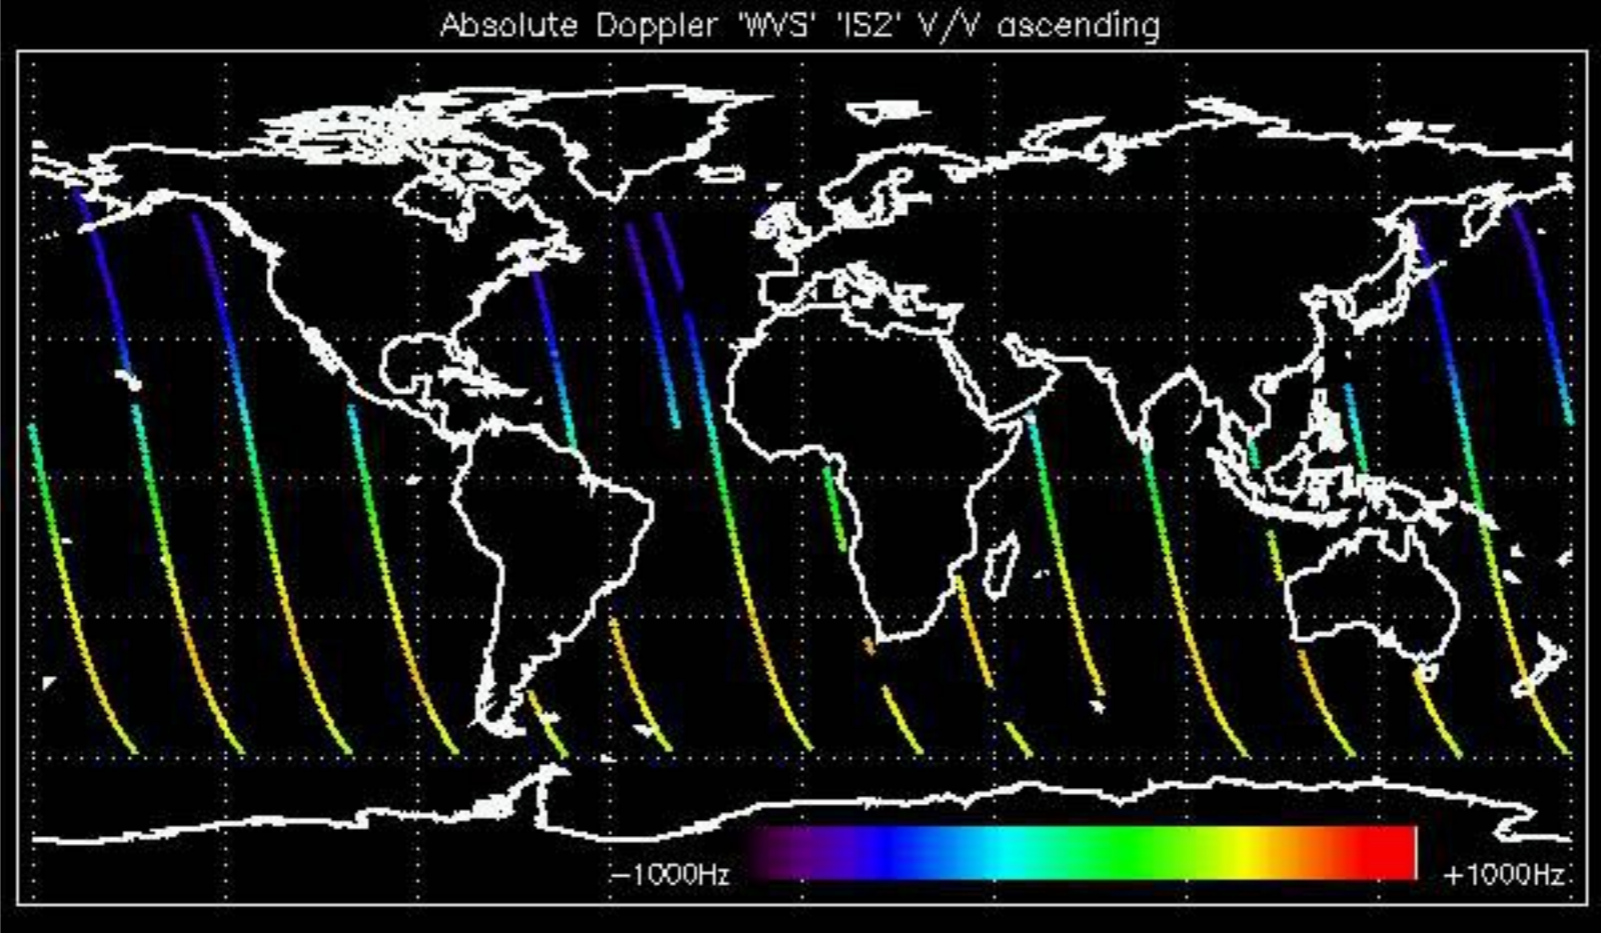 Absolute Doppler 'WVS' 'IS2' V/V ascending
−1000Hz +1000Hz